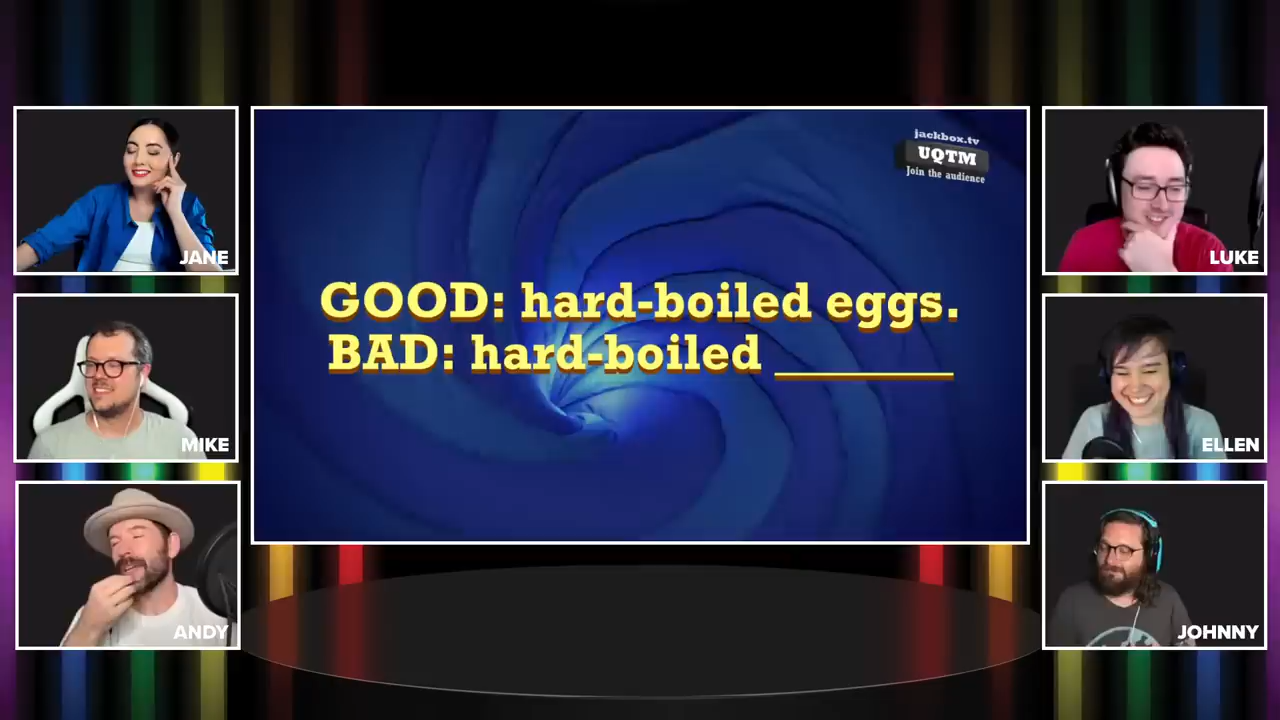 jackbox.tv
UQTM
Join the audience
GOOD: hard-boiled eggs.
BAD: hard-boiled ________
JANE
LUKE
MIKE
ELLEN
ANDY
JOHNNY